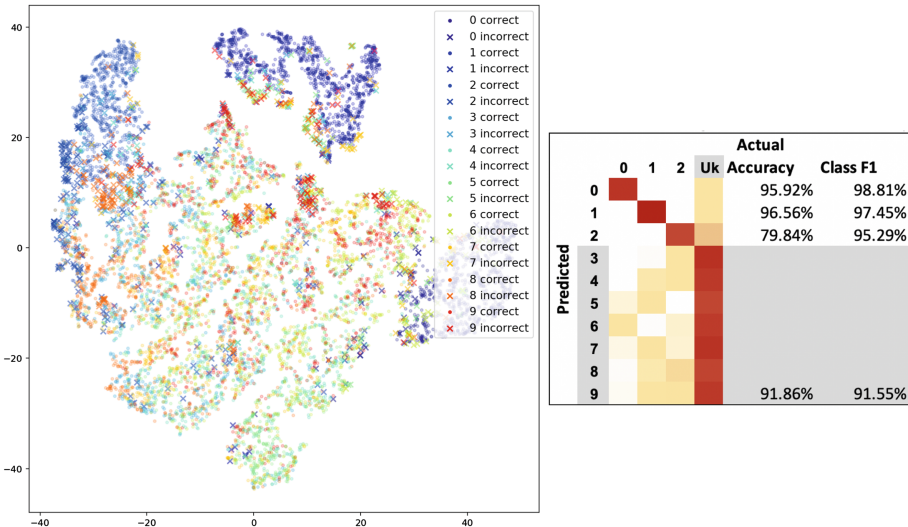 40
20
0
−20
−40
−40
−20
0
20
40
0 correct
0 incorrect
1 correct
1 incorrect
2 correct
2 incorrect
3 correct
3 incorrect
4 correct
4 incorrect
5 correct
5 incorrect
6 correct
6 incorrect
7 correct
7 incorrect
8 correct
8 incorrect
9 correct
9 incorrect
Actual
0 1 2 Uk Accuracy Class F1
Predicted
0 95.92% 98.81%
1 96.56% 97.45%
2 79.84% 95.29%
3
4
5
6
7
8
9 91.86% 91.55%